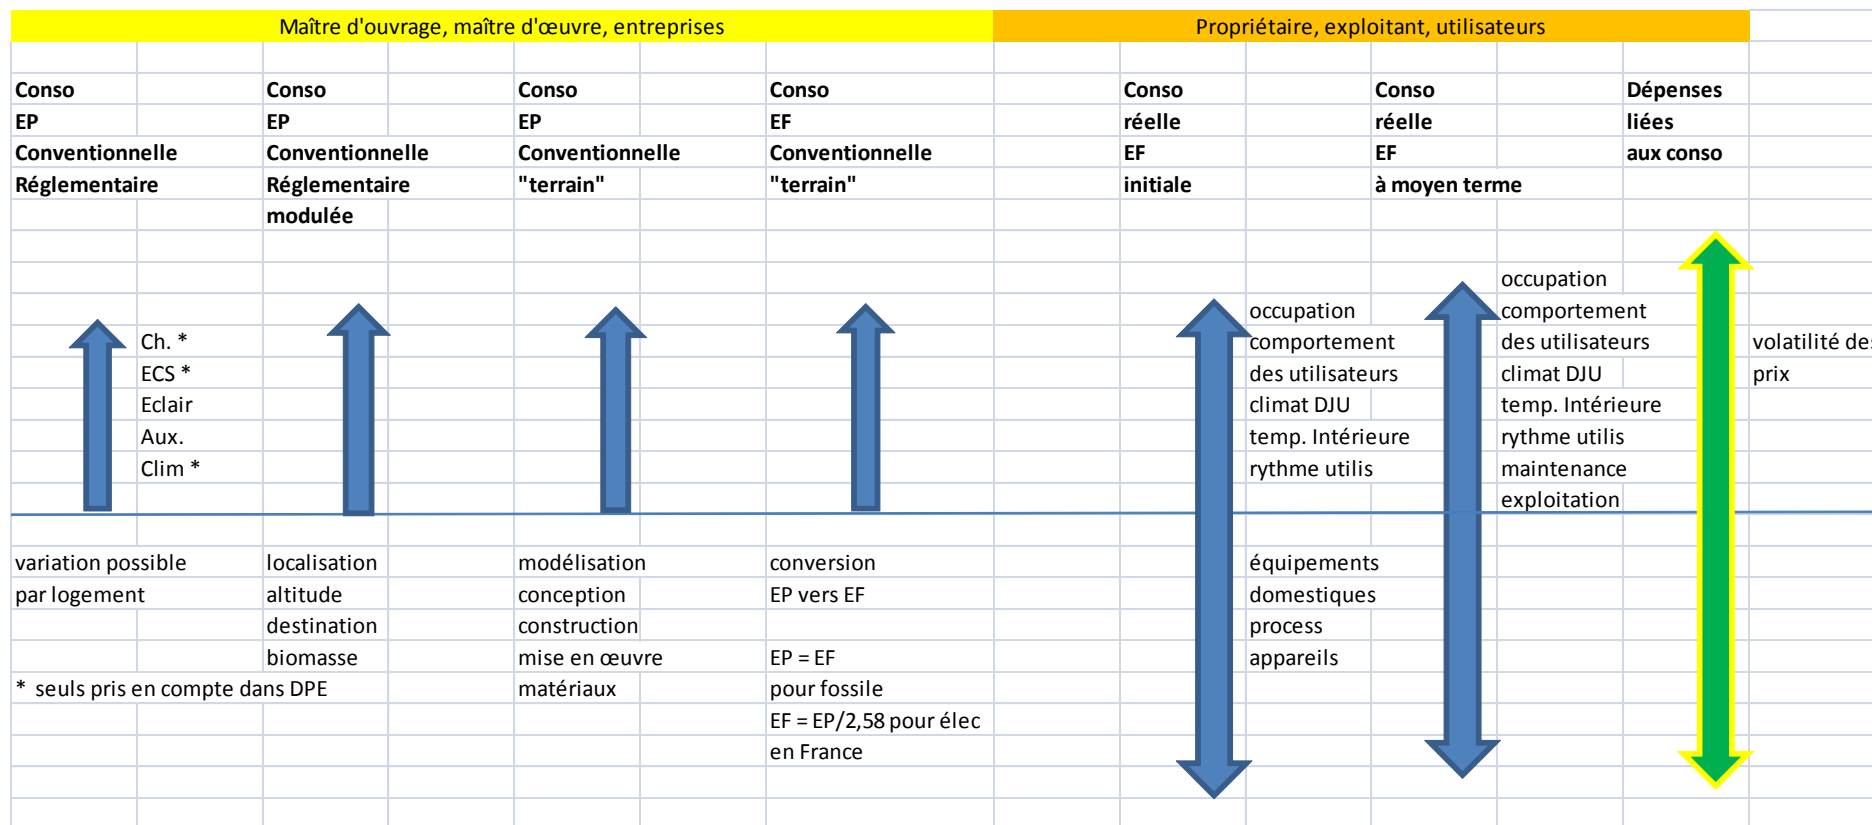 Maître d'ouvrage, maître d'œuvre, entreprises
Propriétaire, exploitant, utilisateurs
Conso
EP
Conventionnelle
Réglementaire
Conso
EP
Conventionnelle
Réglementaire
modulée
Conso
EP
Conventionnelle
"terrain"
Conso
EF
Conventionnelle
"terrain"
Conso
réelle
EF
initiale
Conso
réelle
EF
à moyen terme
Dépenses
liées
aux conso
Ch. *
ECS *
Eclair
Aux.
Clim *
occupation
comportement
des utilisateurs
climat DJU
temp. Intérieure
rythme utilis
occupation
comportement
des utilisateurs
climat DJU
temp. Intérieure
rythme utilis
maintenance
exploitation
volatilité des
prix
variation possible
par logement
* seuls pris en compte dans DPE
localisation
altitude
destination
biomasse
modélisation
conception
construction
mise en œuvre
matériaux
conversion
EP vers EF
EP = EF
pour fossile
EF = EP/2,58 pour élec
en France
équipements
domestiques
process
appareils